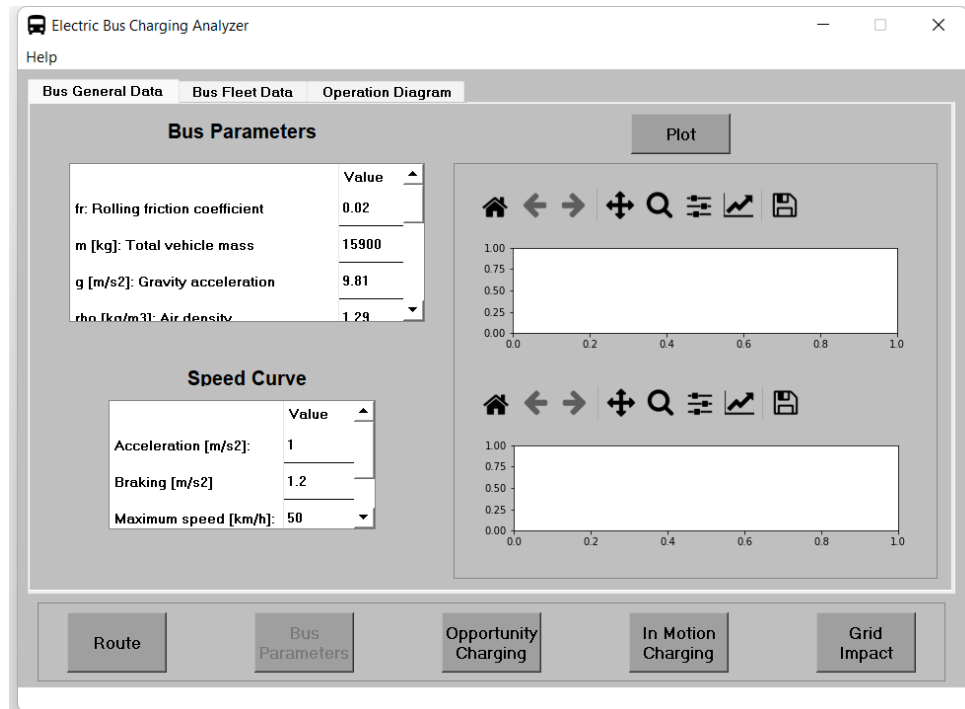 Electric Bus Charging Analyzer
Help
Bus General Data Bus Fleet Data Operation Diagram
Bus Parameters
Value
fr: Rolling friction coefficient 0.02
m [kg]: Total vehicle mass 15900
g [m/s2]: Gravity acceleration 9.81
rho [kg/m3]: Air density 1.29
Speed Curve
Value
Acceleration [m/s2]: 1
Braking [m/s2] 1.2
Maximum speed [km/h]: 50
Plot
1.00
0.75
0.50
0.25
0.00
0.0 0.2 0.4 0.6 0.8 1.0
1.00
0.75
0.50
0.25
0.00
0.0 0.2 0.4 0.6 0.8 1.0
Route
Bus
Parameters
Opportunity
Charging
In Motion
Charging
Grid
Impact